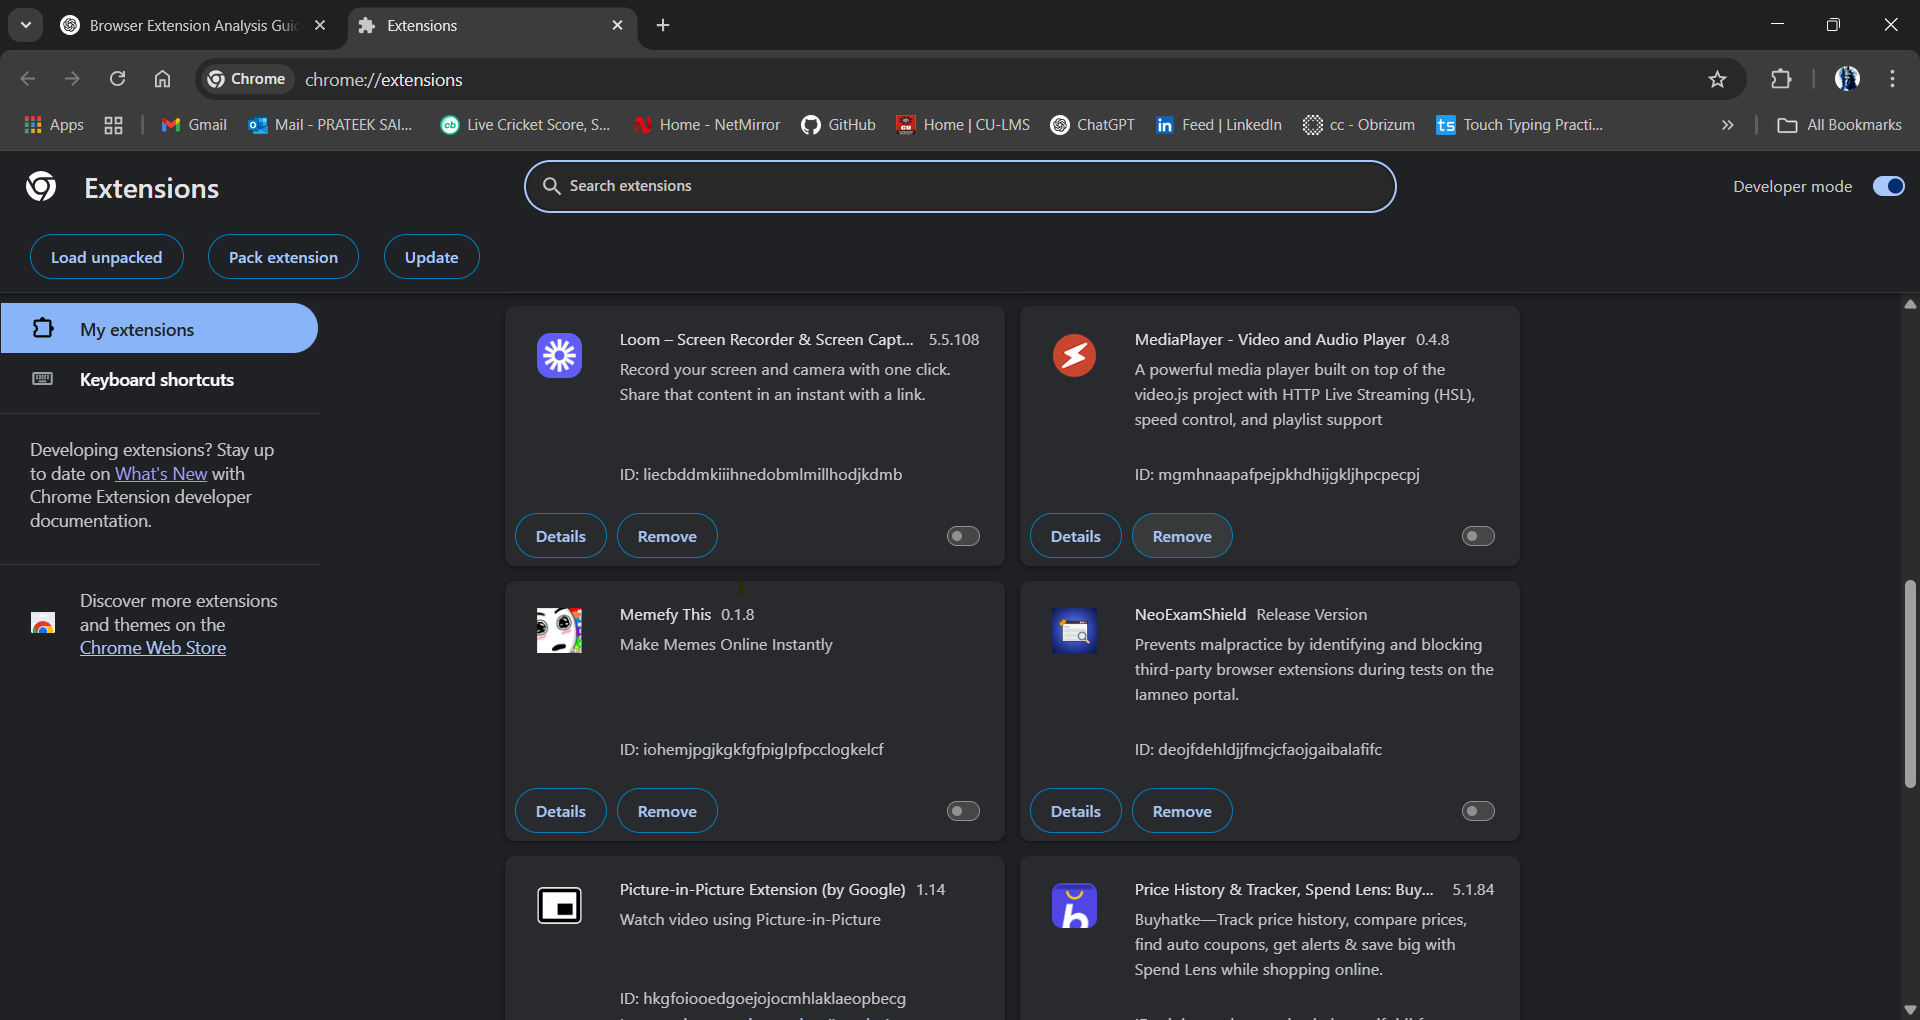 Browser Extension Analysis Gui
Extensions
Chrome
chrome://extensions
Apps
Gmail
Mail - PRATEEK SAI...
Live Cricket Score, S...
Home - NetMirror
GitHub
Home | CU-LMS
ChatGPT
Feed | LinkedIn
cc - Obrizum
Touch Typing Practi...
All Bookmarks
Extensions
Search extensions
Developer mode
Load unpacked
Pack extension
Update
My extensions
Keyboard shortcuts
Developing extensions? Stay up
to date on What's New with
Chrome Extension developer
documentation.
Discover more extensions
and themes on the
Chrome Web Store
Loom – Screen Recorder & Screen Capt... 5.5.108
Record your screen and camera with one click.
Share that content in an instant with a link.
ID: liecbddmkiiihnedobmlmillhodjkdmb
Details
Remove
MediaPlayer - Video and Audio Player 0.4.8
A powerful media player built on top of the
video.js project with HTTP Live Streaming (HSL),
speed control, and playlist support
ID: mgmhnaapafpejpkhdhijgkljhpcpecpj
Details
Remove
Memefy This 0.1.8
Make Memes Online Instantly
ID: iohemjpgjkgkfgfpiglpfpcclogkelcf
Details
Remove
NeoExamShield Release Version
Prevents malpractice by identifying and blocking
third-party browser extensions during tests on the
Iamneo portal.
ID: deojfdehldjjfmcjcfaojgaibalafifc
Details
Remove
Picture-in-Picture Extension (by Google) 1.14
Watch video using Picture-in-Picture
ID: hkgfoiooedgoejojocmhlaklaeopbecg
Price History & Tracker, Spend Lens: Buy... 5.1.84
Buyhatke—Track price history, compare prices,
find auto coupons, get alerts & save big with
Spend Lens while shopping online.